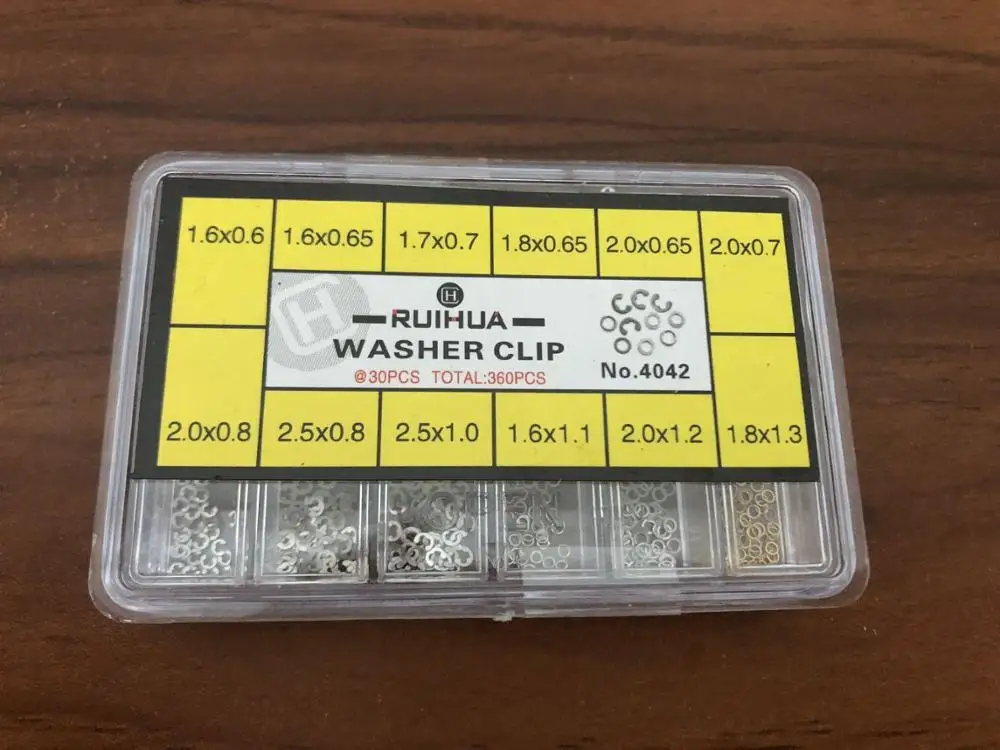 1.6x0.6 1.6x0.65 1.7x0.7 1.8x0.65 2.0x0.65 2.0x0.7
H
H
RUIHUA
WASHER CLIP
@30PCS TOTAL:360PCS
No.4042
2.0x0.8 2.5x0.8 2.5x1.0 1.6x1.1 2.0x1.2 1.8x1.3
OPEN